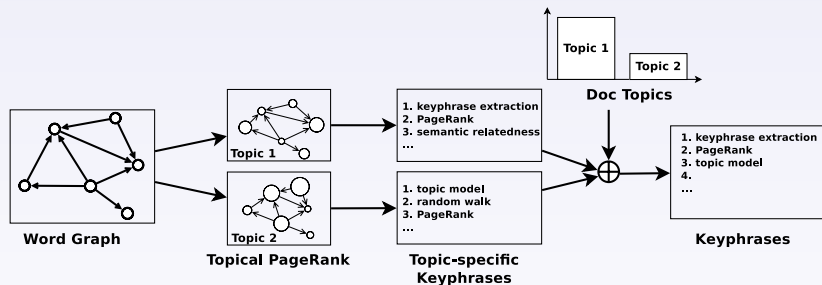 Topic 1
Topic 2
Doc Topics
Word Graph
Topic 1
Topic 2
Topical PageRank
1. keyphrase extraction
2. PageRank
3. semantic relatedness
...
1. topic model
2. random walk
3. PageRank
...
Topic-specific
Keyphrases
1. keyphrase extraction
2. PageRank
3. topic model
4.
...
Keyphrases